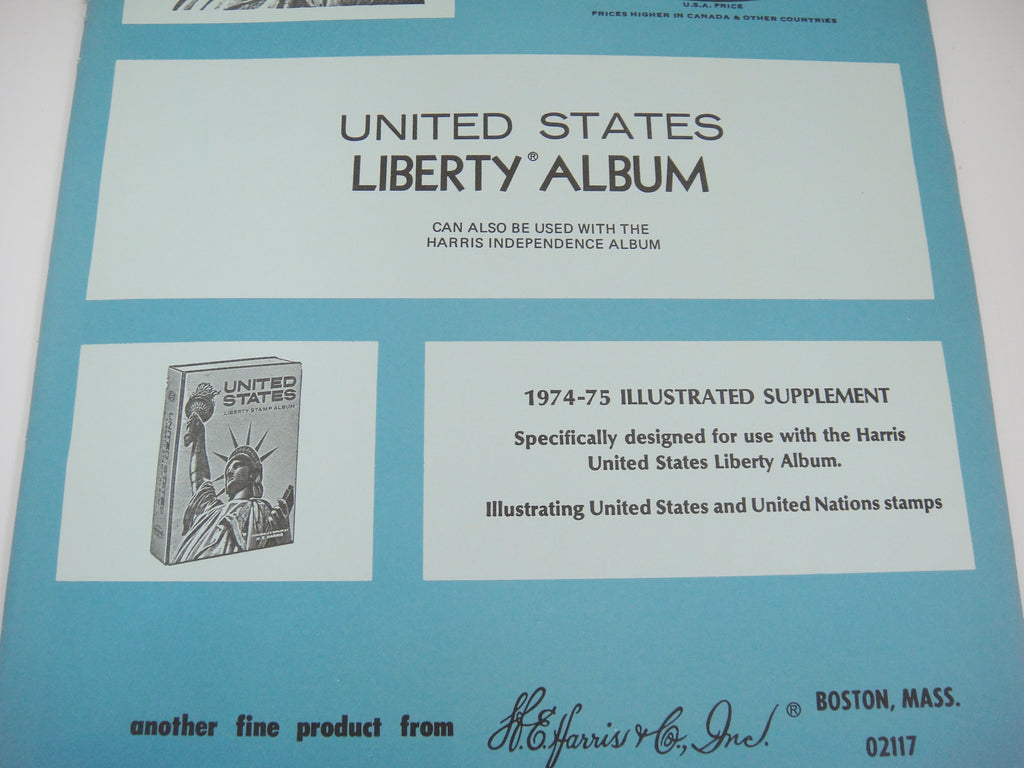 U.S.A. PRICE
PRICES HIGHER IN CANADA & OTHER COUNTRIES
UNITED STATES
LIBERTY® ALBUM
CAN ALSO BE USED WITH THE
HARRIS INDEPENDENCE ALBUM
UNITED
STATES
LIBERTY STAMP ALBUM
H. E. HARRIS
1974-75 ILLUSTRATED SUPPLEMENT
Specifically designed for use with the Harris
United States Liberty Album.
Illustrating United States and United Nations stamps
another fine product from
H.E. Harris & Co., Inc. ®
BOSTON, MASS.
02117